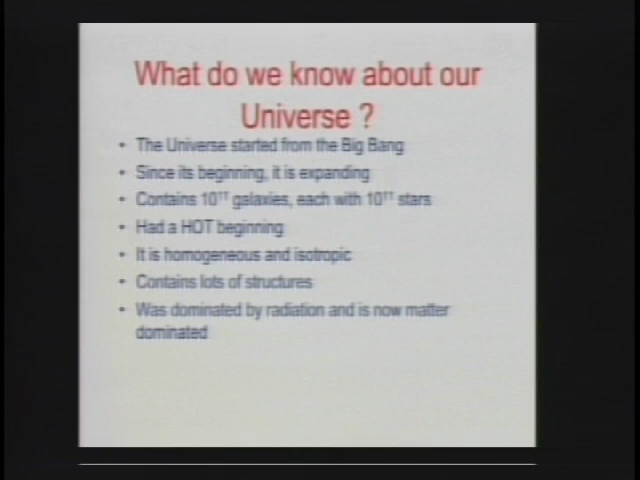 What do we know about our
Universe ?
• The Universe started from the Big Bang
• Since its beginning, it is expanding
• Contains 10¹¹ galaxies, each with 10¹¹ stars
• Had a HOT beginning
• It is homogeneous and isotropic
• Contains lots of structures
• Was dominated by radiation and is now matter
dominated